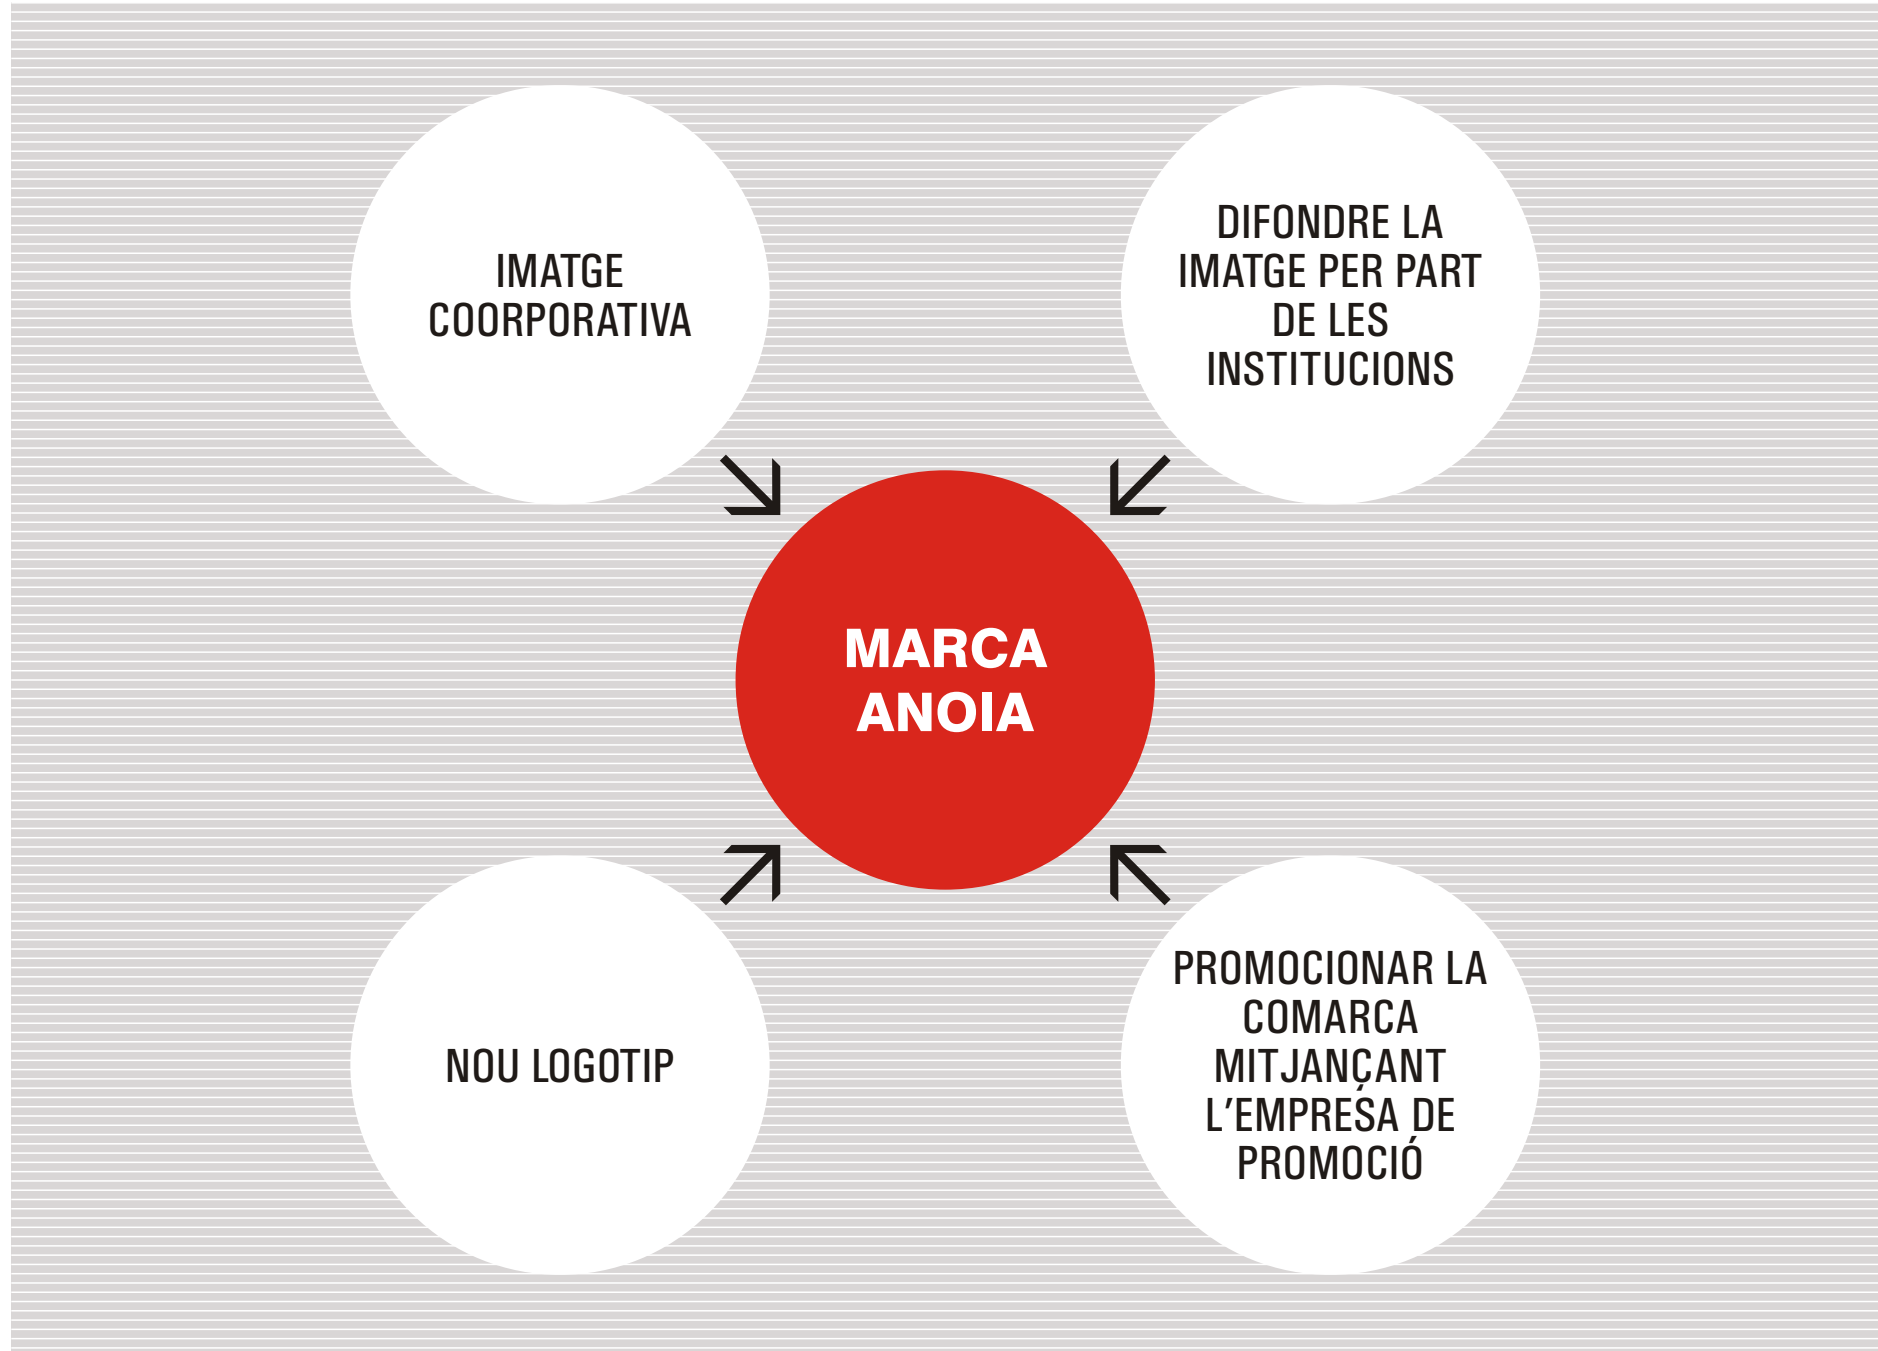 IMATGE
COORPORATIVA
DIFONDRE LA
IMATGE PER PART
DE LES
INSTITUCIONS
MARCA
ANOIA
NOU LOGOTIP
PROMOCIONAR LA
COMARCA
MITJANÇANT
L’EMPRESA DE
PROMOCIÓ